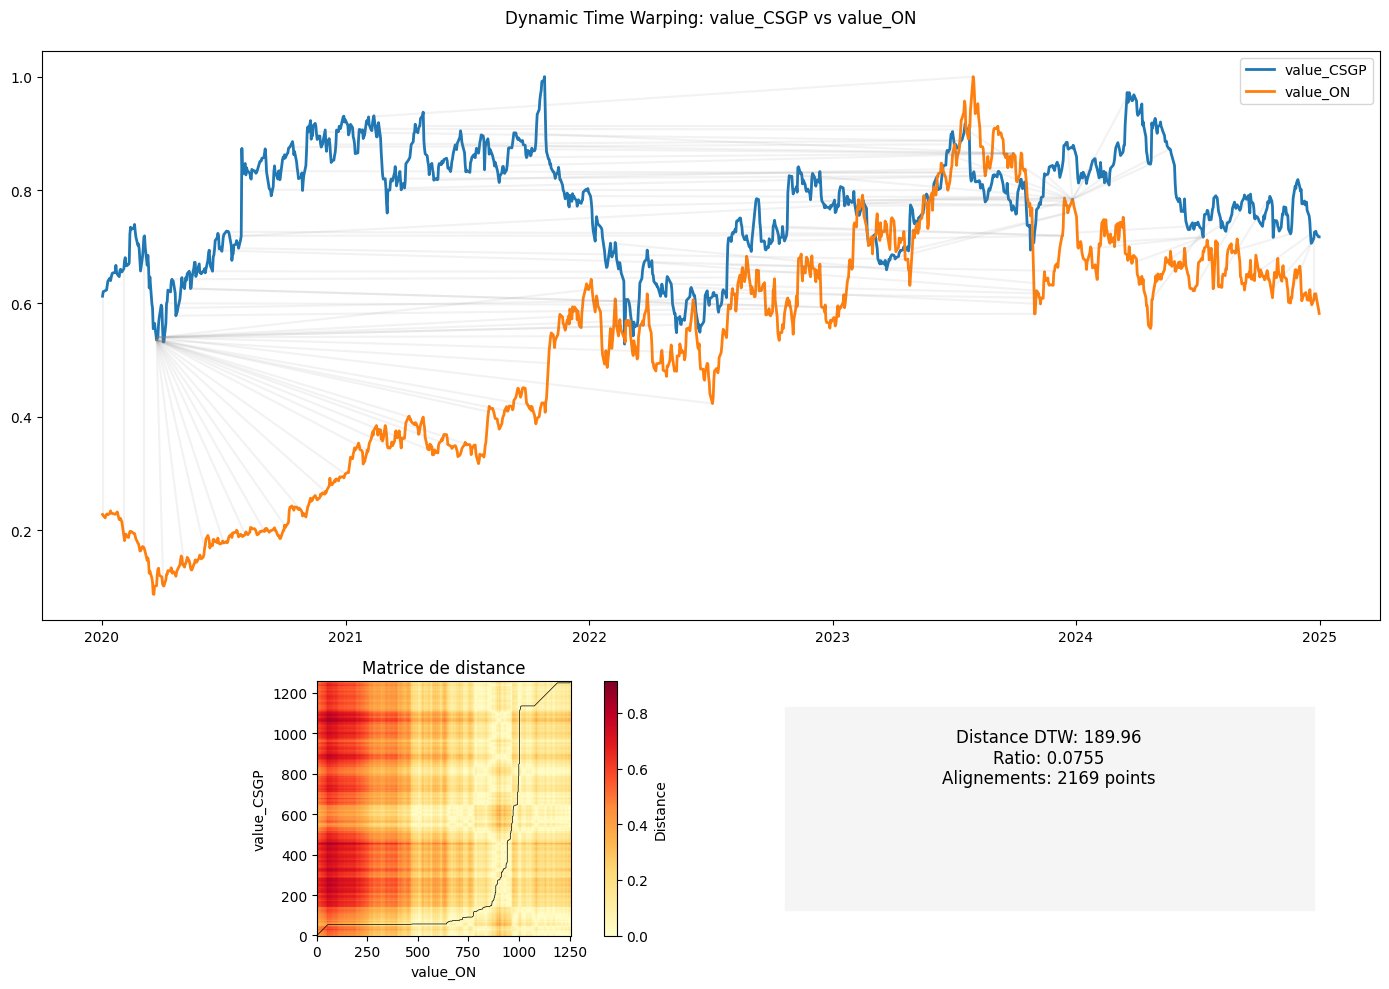 Dynamic Time Warping: value_CSGP vs value_ON
value_CSGP
value_ON
1.0
0.8
0.6
0.4
0.2
2020 2021 2022 2023 2024 2025
Matrice de distance
value_CSGP
1200
1000
800
600
400
200
0
0 250 500 750 1000 1250
value_ON
0.8
0.6
0.4
0.2
0.0
Distance
Distance DTW: 189.96
Ratio: 0.0755
Alignements: 2169 points